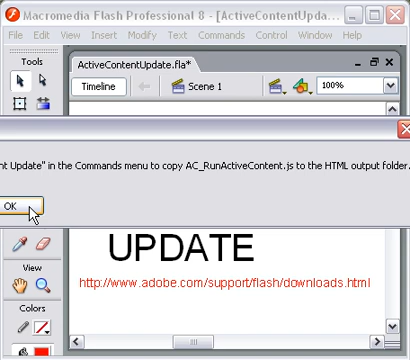 Macromedia Flash Professional 8 - [ActiveContentUpda...
File Edit View Insert Modify Text Commands Control Window Help
Tools
ActiveContentUpdate.fla*
Timeline Scene 1 100%
nt Update" in the Commands menu to copy AC_RunActiveContent.js to the HTML output folder.
OK
UPDATE
View
http://www.adobe.com/support/flash/downloads.html
Colors